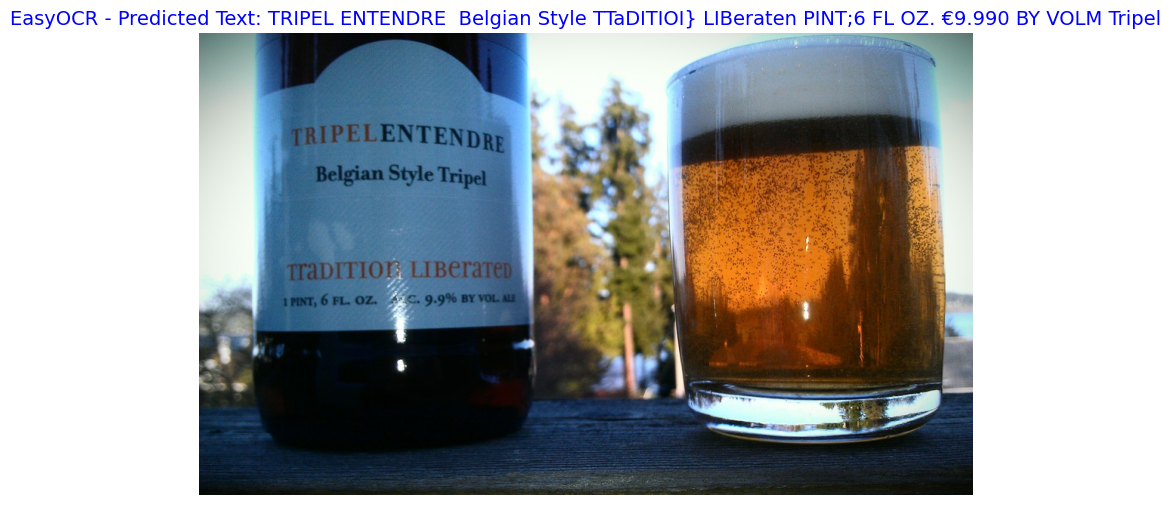 EasyOCR - Predicted Text: TRIPEL ENTENDRE  Belgian Style TTaDITIOI} LIBeraten PINT;6 FL OZ. €9.990 BY VOLM Tripel
TRIPELENTENDRE
Belgian Style Tripel
TraDITIOn LIBeraTeD
1 PINT, 6 FL. OZ. ALC. 9.9% BY VOL. ALE